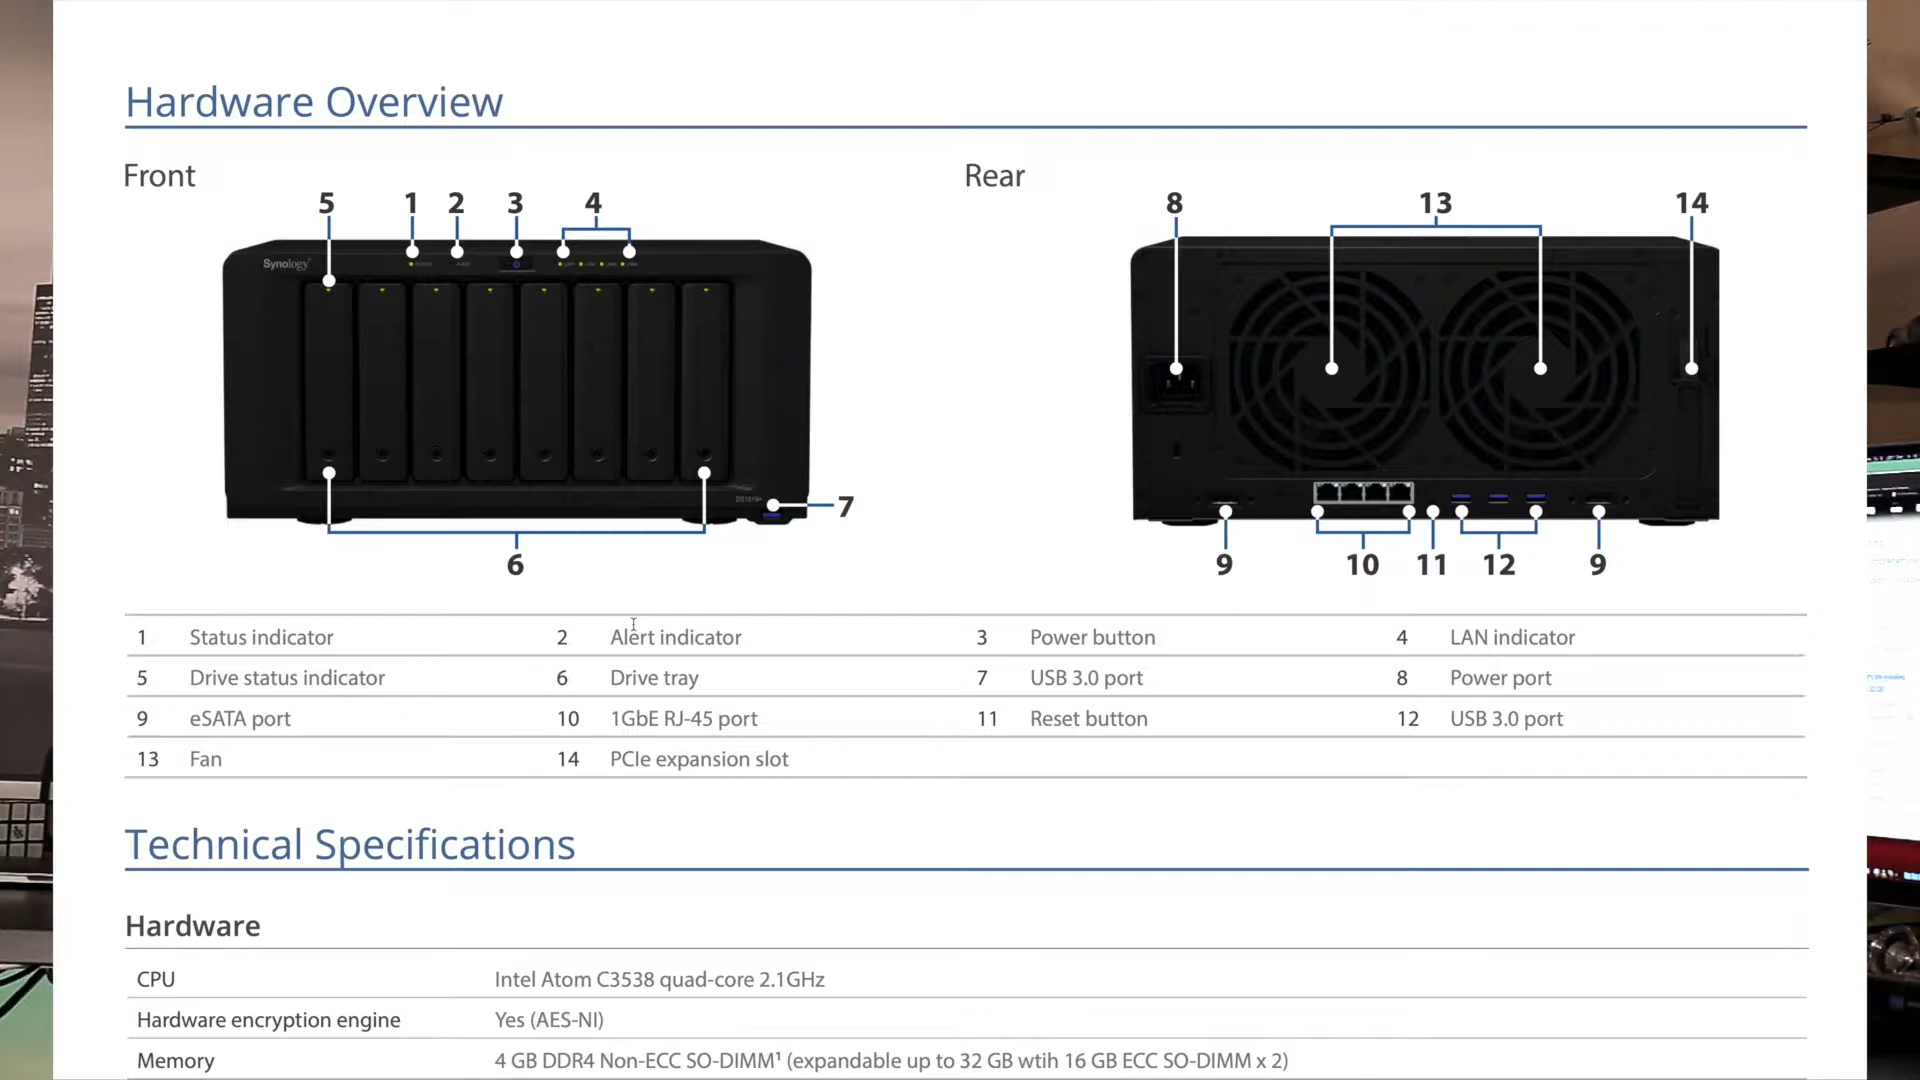 Hardware Overview
Front
Rear
5 1 2 3 4
8 13 14
Synology
DS1819+
7
6
9 10 11 12 9
1 Status indicator 2 Alert indicator 3 Power button 4 LAN indicator
5 Drive status indicator 6 Drive tray 7 USB 3.0 port 8 Power port
9 eSATA port 10 1GbE RJ-45 port 11 Reset button 12 USB 3.0 port
13 Fan 14 PCIe expansion slot
Technical Specifications
Hardware
CPU Intel Atom C3538 quad-core 2.1GHz
Hardware encryption engine Yes (AES-NI)
Memory 4 GB DDR4 Non-ECC SO-DIMM¹ (expandable up to 32 GB wtih 16 GB ECC SO-DIMM x 2)